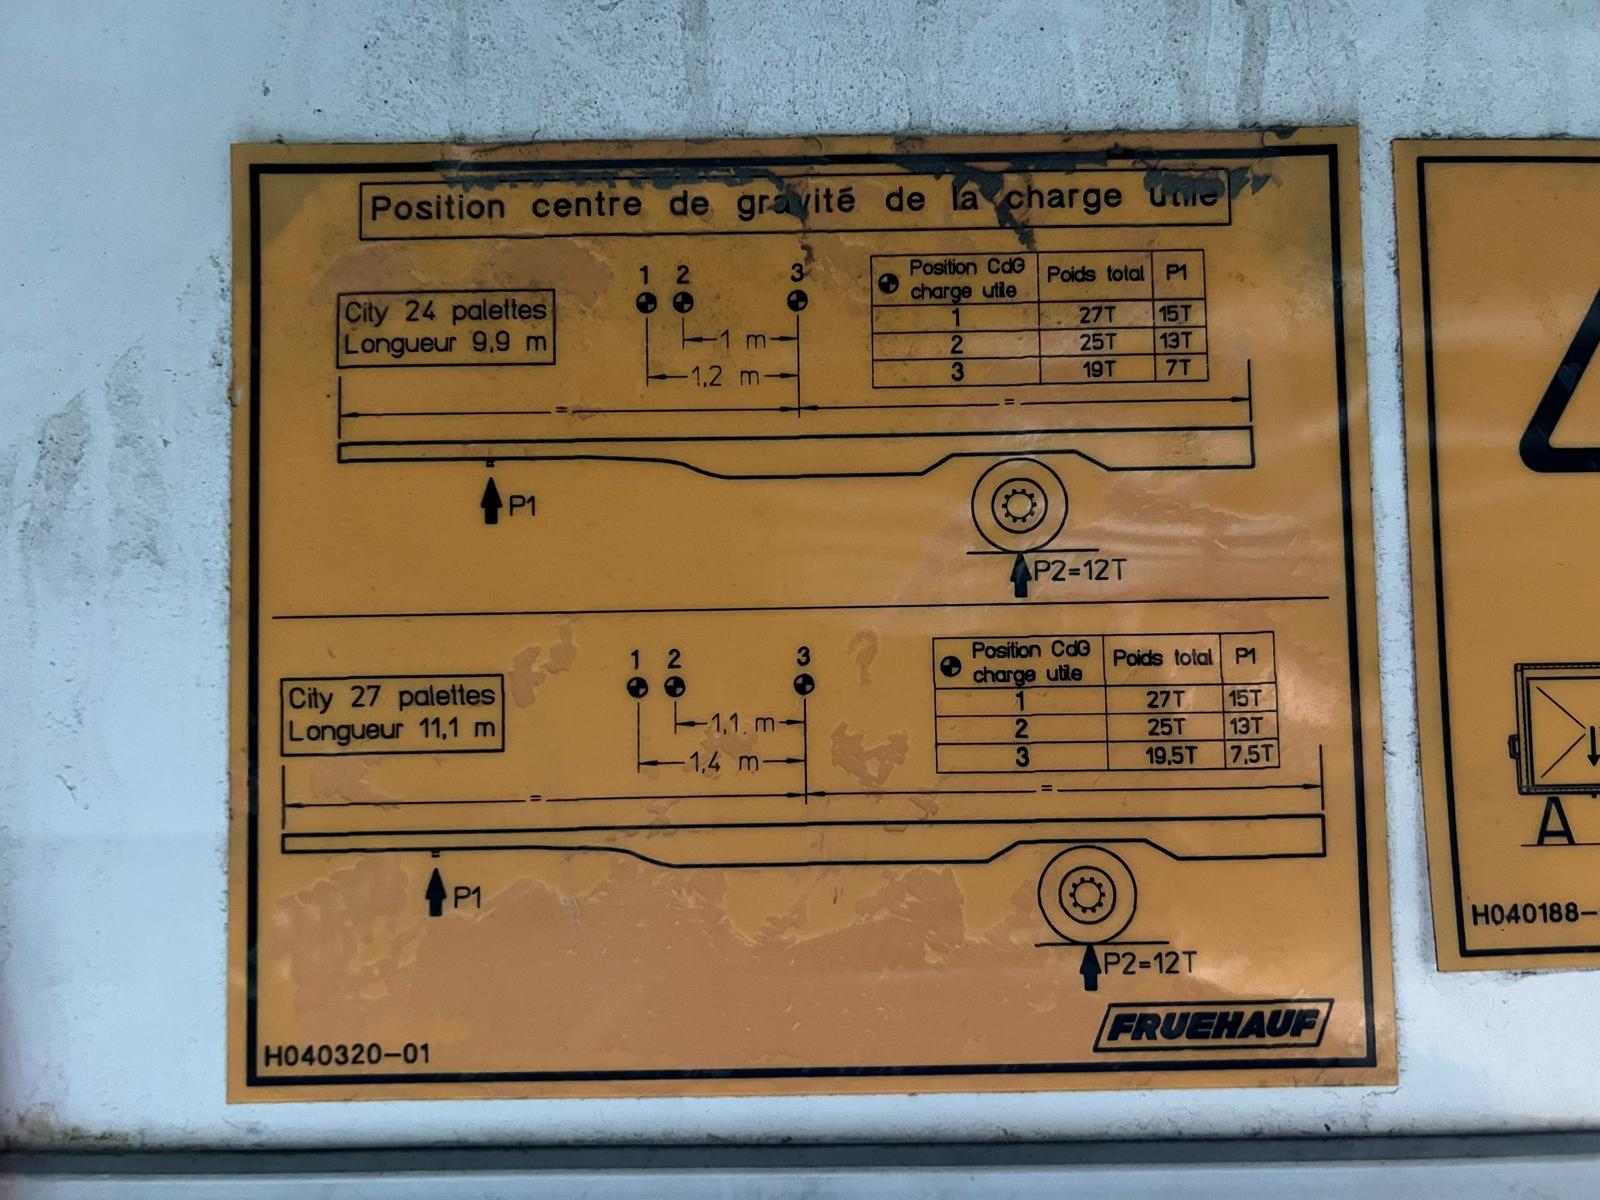 Position centre de gravité de la charge utile
1 2 3
City 24 palettes
Longueur 9,9 m
1 m
1,2 m
Position CdG charge utile Poids total P1
1 27T 15T
2 25T 13T
3 19T 7T
= =
P1
P2=12T
1 2 3
City 27 palettes
Longueur 11,1 m
1,1 m
1,4 m
Position CdG charge utile Poids total P1
1 27T 15T
2 25T 13T
3 19,5T 7,5T
= =
P1
P2=12T
FRUEHAUF
H040320-01
A
H040188-